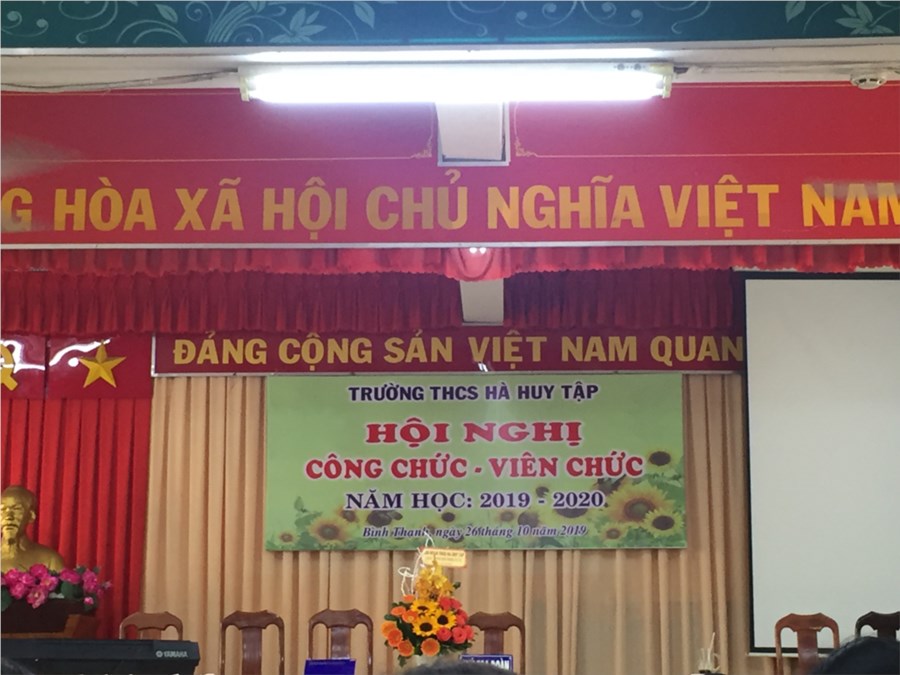 HÒA XÃ HỘI CHỦ NGHĨA VIỆT NAM
ĐẢNG CỘNG SẢN VIỆT NAM QUAN
TRƯỜNG THCS HÀ HUY TẬP
HỘI NGHỊ
CÔNG CHỨC - VIÊN CHỨC
NĂM HỌC: 2019 - 2020.
Bình Thạnh, ngày 26 tháng 10 năm 2019
YAMAHA